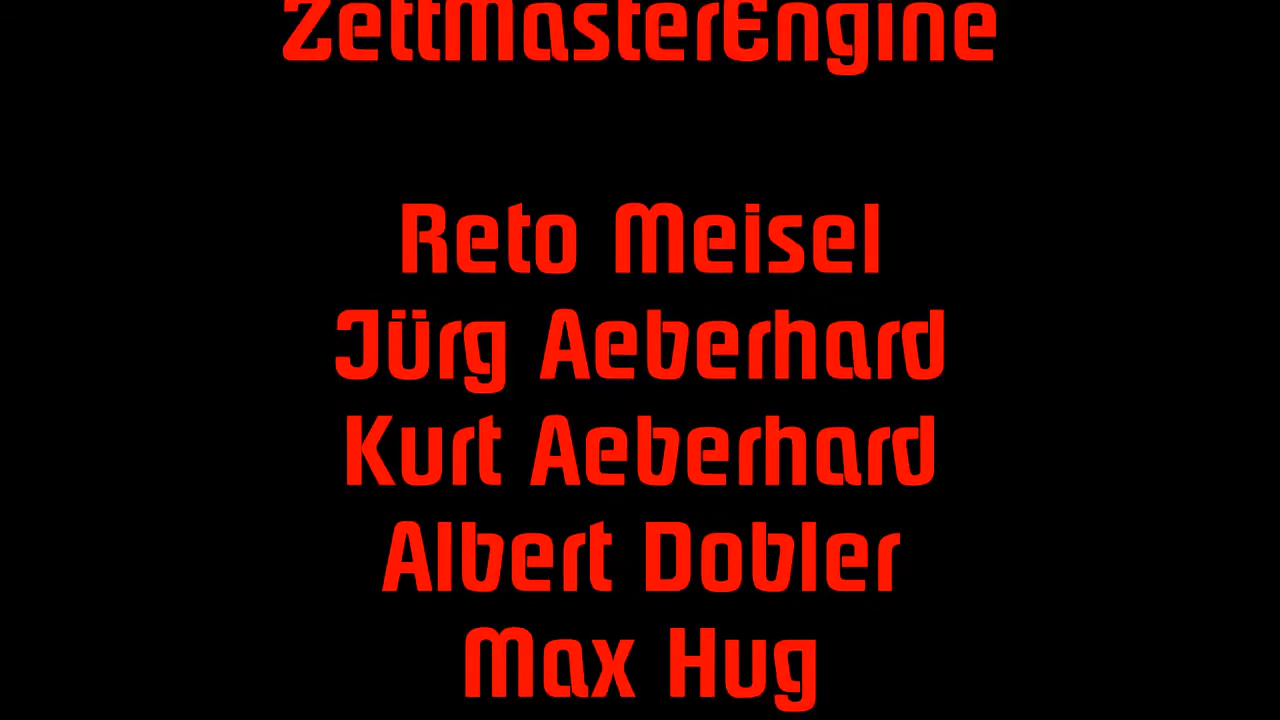 ZettMasterEngine
Reto Meisel
Jürg Aeberhard
Kurt Aeberhard
Albert Dobler
Max Hug